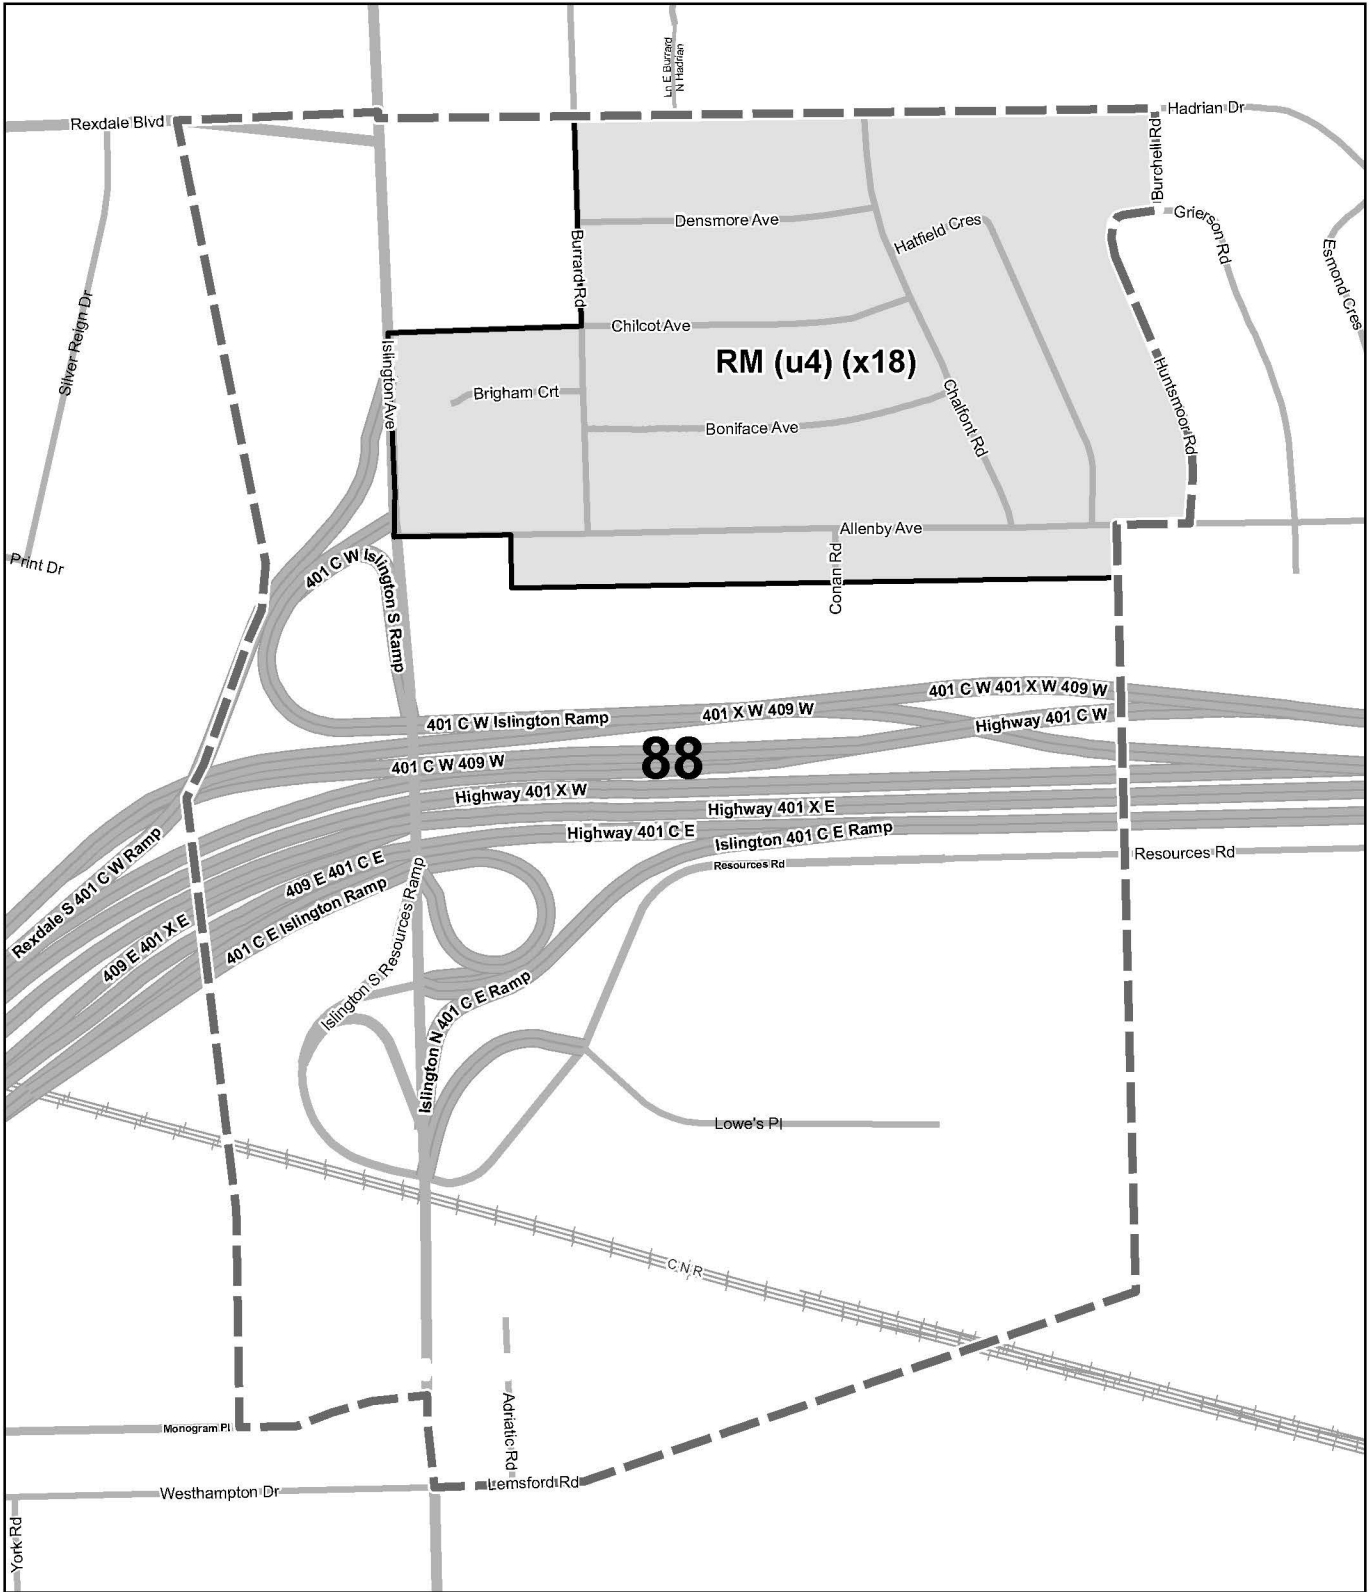 Ln E Burrard
N Hadrian
Rexdale Blvd
Hadrian Dr
Burchell Rd
Grierson Rd
Densmore Ave
Hatfield Cres
Burrard Rd
Esmond Cres
Silver Reign Dr
Chilcot Ave
Islington Ave
RM (u4) (x18)
Brigham Crt
Chalfont Rd
Huntsmoor Rd
Boniface Ave
Allenby Ave
Print Dr
401 C W Islington S Ramp
Conan Rd
401 C W 401 X W 409 W
401 C W Islington Ramp
401 X W 409 W
Highway 401 C W
88
401 C W 409 W
Highway 401 X W
Highway 401 X E
Highway 401 C E
Islington 401 C E Ramp
Resources Rd
Resources Rd
Rexdale S 401 C W Ramp
409 E 401 C E
409 E 401 X E
401 C E Islington Ramp
Islington S Resources Ramp
Islington N 401 C E Ramp
Lowe's Pl
C N R
Adriatic Rd
Monogram Pl
Lemsford Rd
Westhampton Dr
York Rd